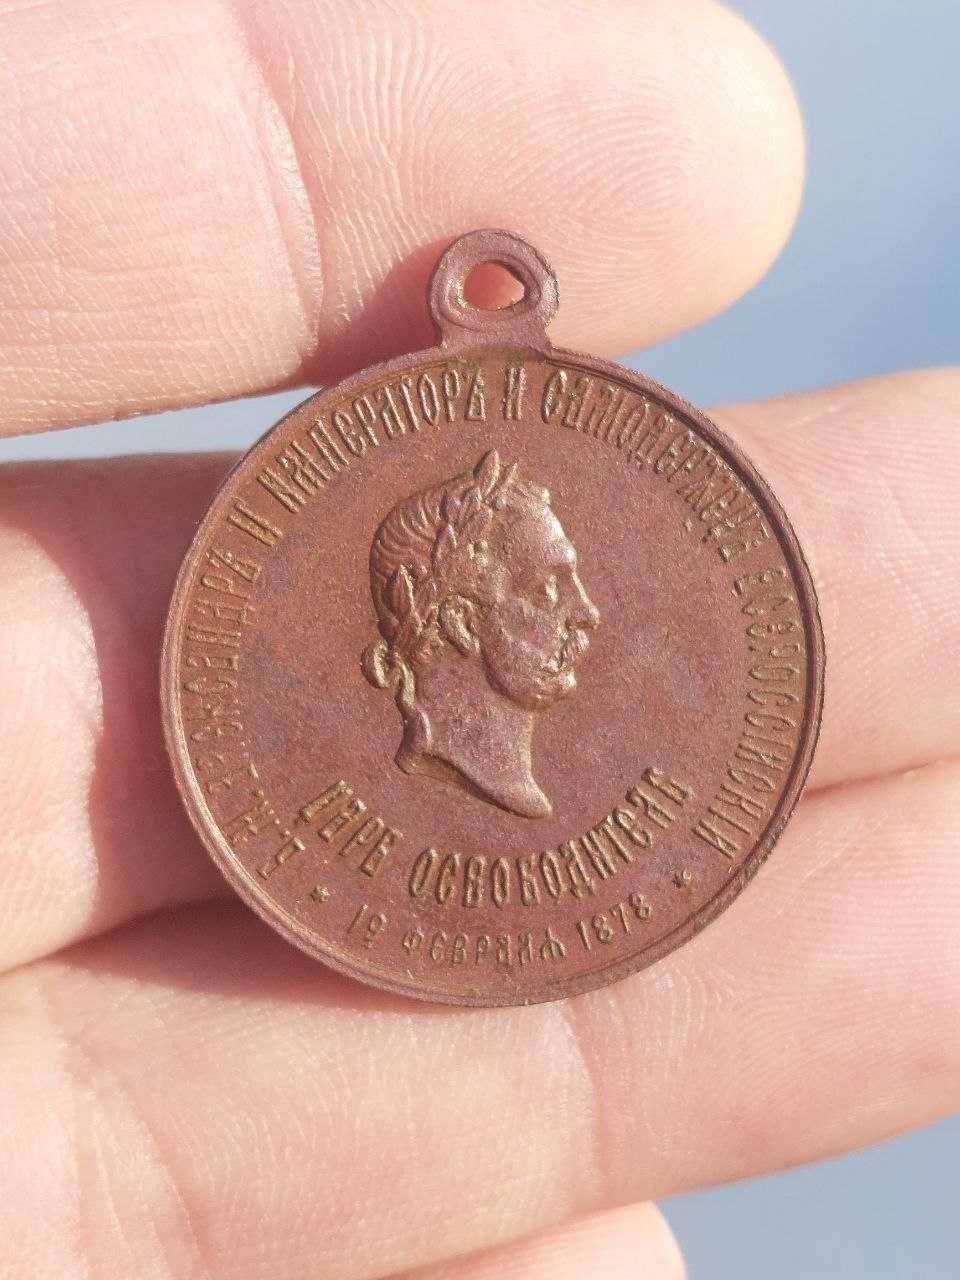 Б.М. АЛЕКСАНДРЪ II ИМПЕРАТОРЪ И САМОДЕРЖЕЦЪ ВСЕРОССІЙСКІЙ
ЦАРЬ ОСВОБОДИТЕЛЬ
* 19 ФЕВРАЛЯ 1878 *